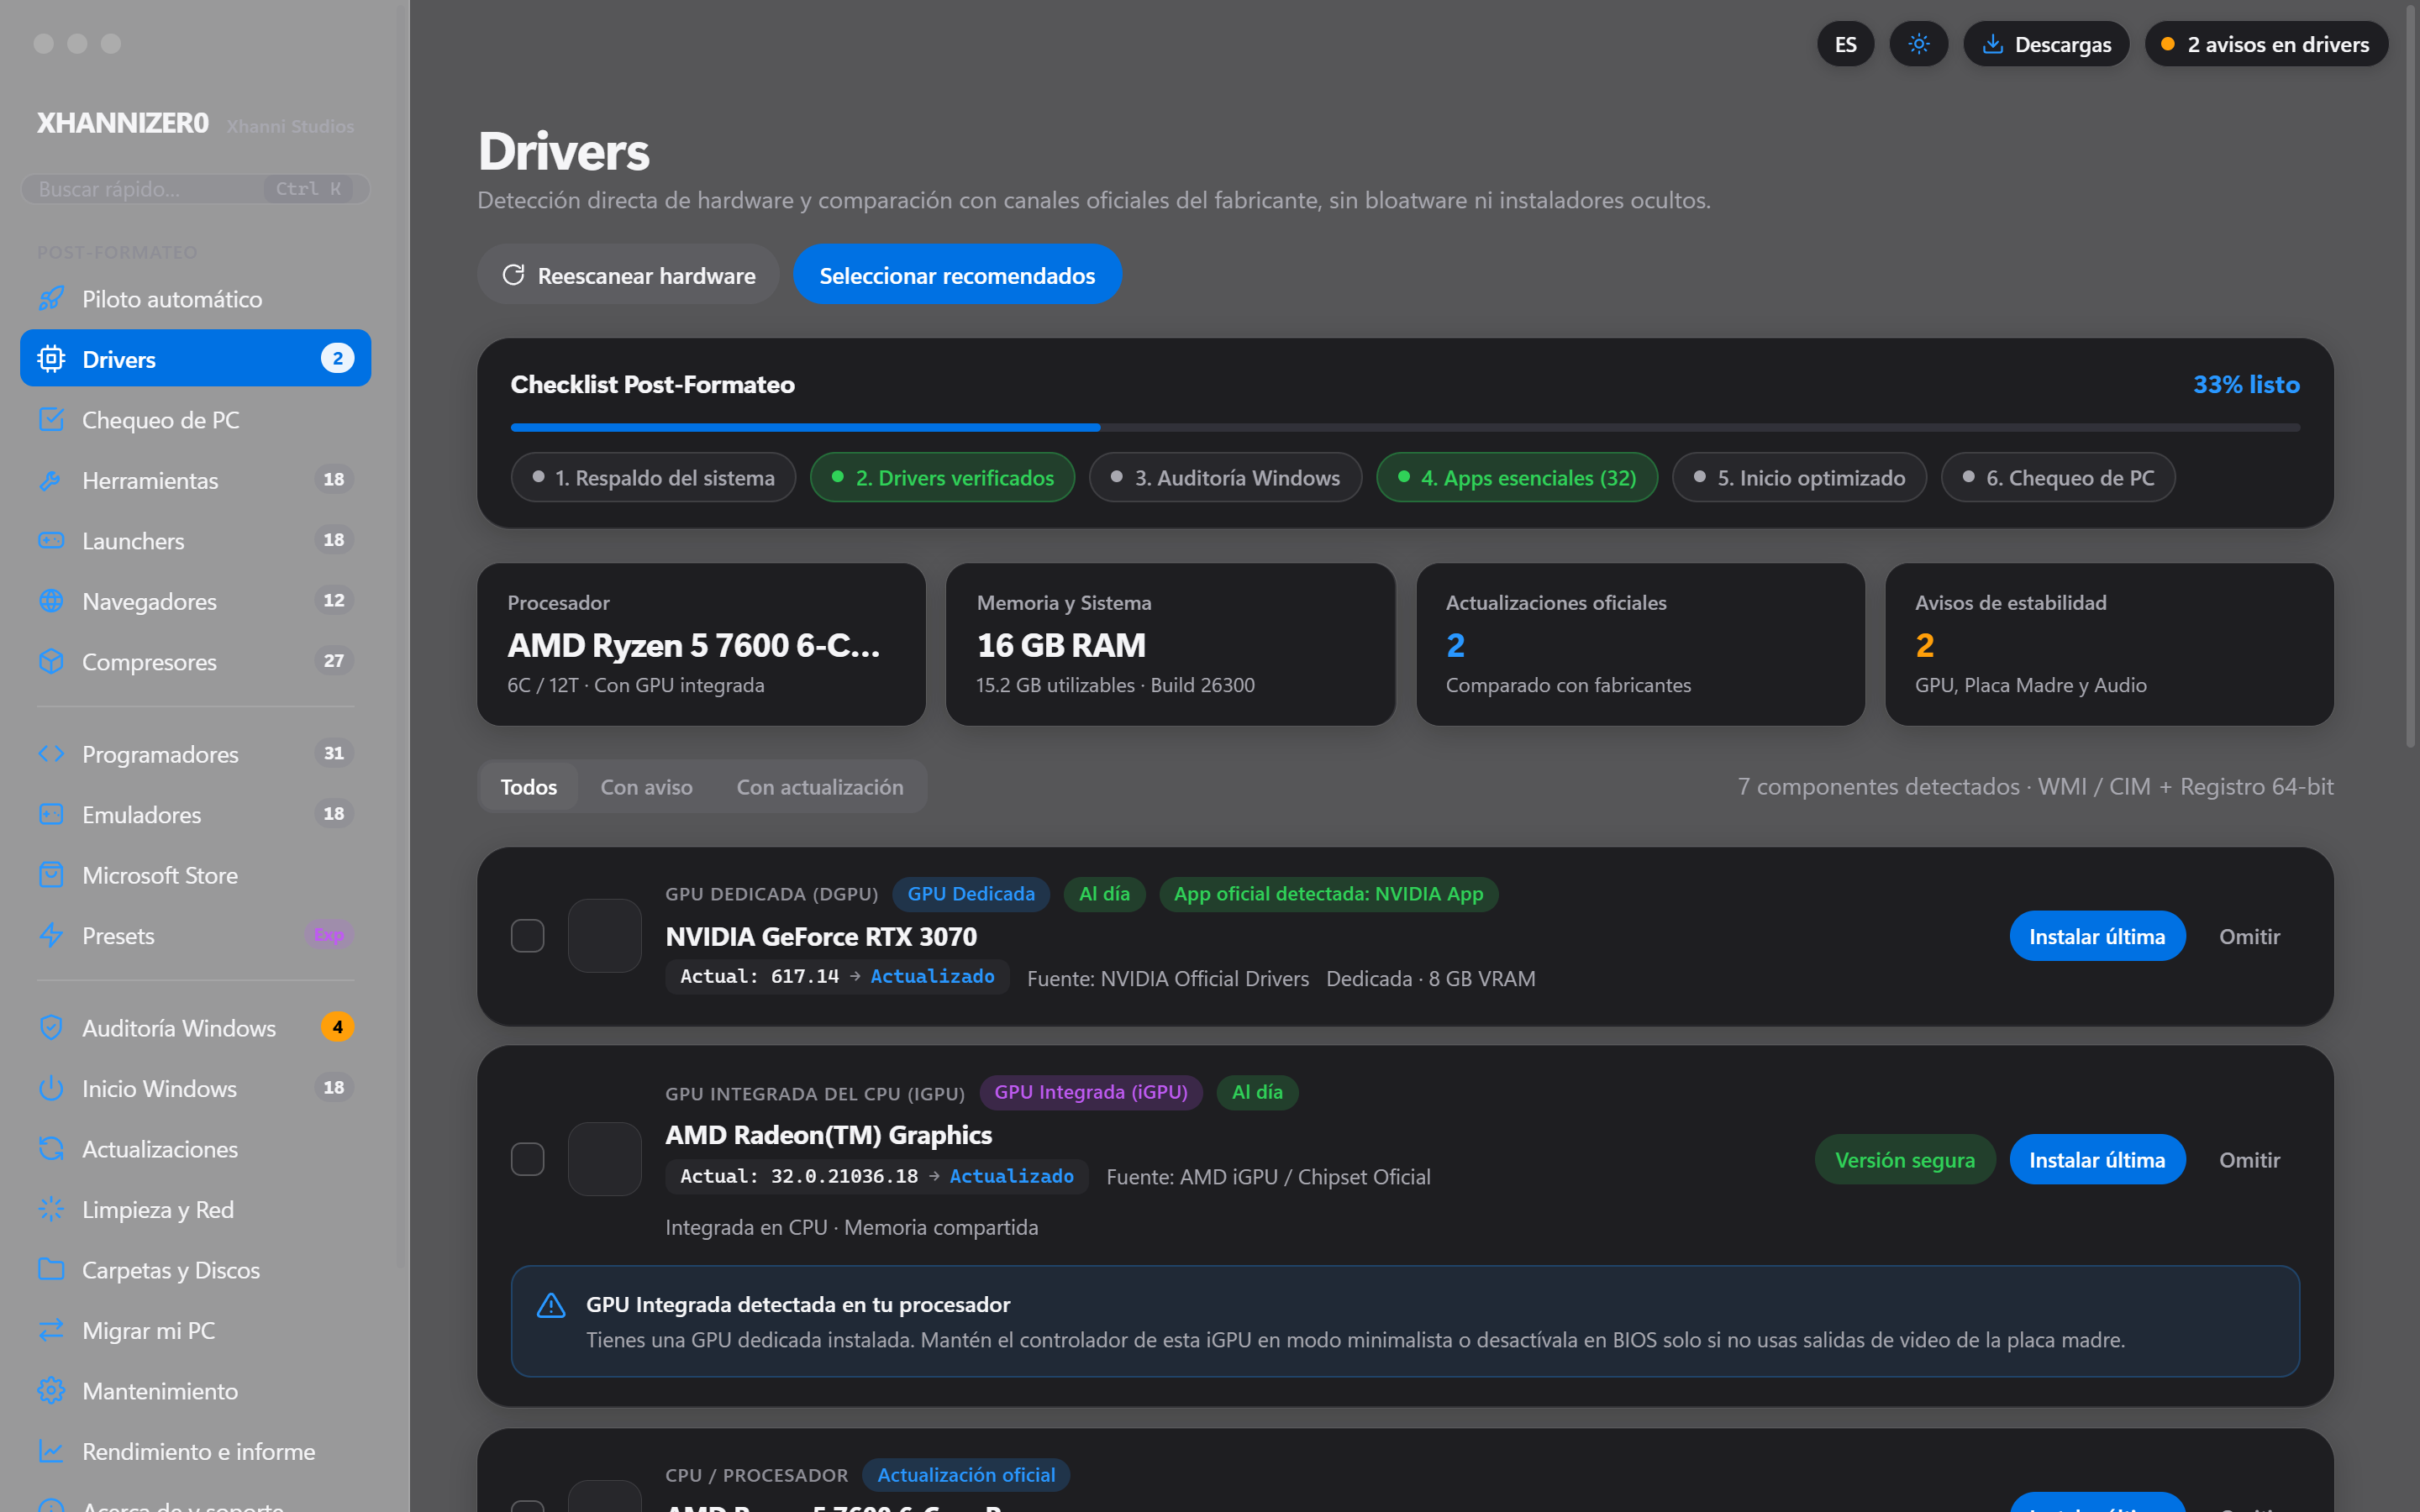 XHANNIZER0 Xhanni Studios
Buscar rápido... Ctrl K
POST-FORMATEO
Piloto automático
Drivers 2
Chequeo de PC
Herramientas 18
Launchers 18
Navegadores 12
Compresores 27
Programadores 31
Emuladores 18
Microsoft Store
Presets Exp
Auditoría Windows 4
Inicio Windows 18
Actualizaciones
Limpieza y Red
Carpetas y Discos
Migrar mi PC
Mantenimiento
Rendimiento e informe
Acerca de y soporte
ES Descargas 2 avisos en drivers
Drivers
Detección directa de hardware y comparación con canales oficiales del fabricante, sin bloatware ni instaladores ocultos.
Reescanear hardware Seleccionar recomendados
Checklist Post-Formateo 33% listo
1. Respaldo del sistema 2. Drivers verificados 3. Auditoría Windows 4. Apps esenciales (32) 5. Inicio optimizado 6. Chequeo de PC
Procesador
AMD Ryzen 5 7600 6-C...
6C / 12T · Con GPU integrada
Memoria y Sistema
16 GB RAM
15.2 GB utilizables · Build 26300
Actualizaciones oficiales
2
Comparado con fabricantes
Avisos de estabilidad
2
GPU, Placa Madre y Audio
Todos Con aviso Con actualización 7 componentes detectados · WMI / CIM + Registro 64-bit
GPU DEDICADA (DGPU) GPU Dedicada Al día App oficial detectada: NVIDIA App
NVIDIA GeForce RTX 3070
Actual: 617.14 → Actualizado Fuente: NVIDIA Official Drivers Dedicada · 8 GB VRAM
Instalar última Omitir
GPU INTEGRADA DEL CPU (IGPU) GPU Integrada (iGPU) Al día
AMD Radeon(TM) Graphics
Actual: 32.0.21036.18 → Actualizado Fuente: AMD iGPU / Chipset Oficial
Integrada en CPU · Memoria compartida
Versión segura Instalar última Omitir
GPU Integrada detectada en tu procesador
Tienes una GPU dedicada instalada. Mantén el controlador de esta iGPU en modo minimalista o desactívala en BIOS solo si no usas salidas de video de la placa madre.
CPU / PROCESADOR Actualización oficial
AMD Ryzen 5 7600 6-Core
Instalar última Omitir